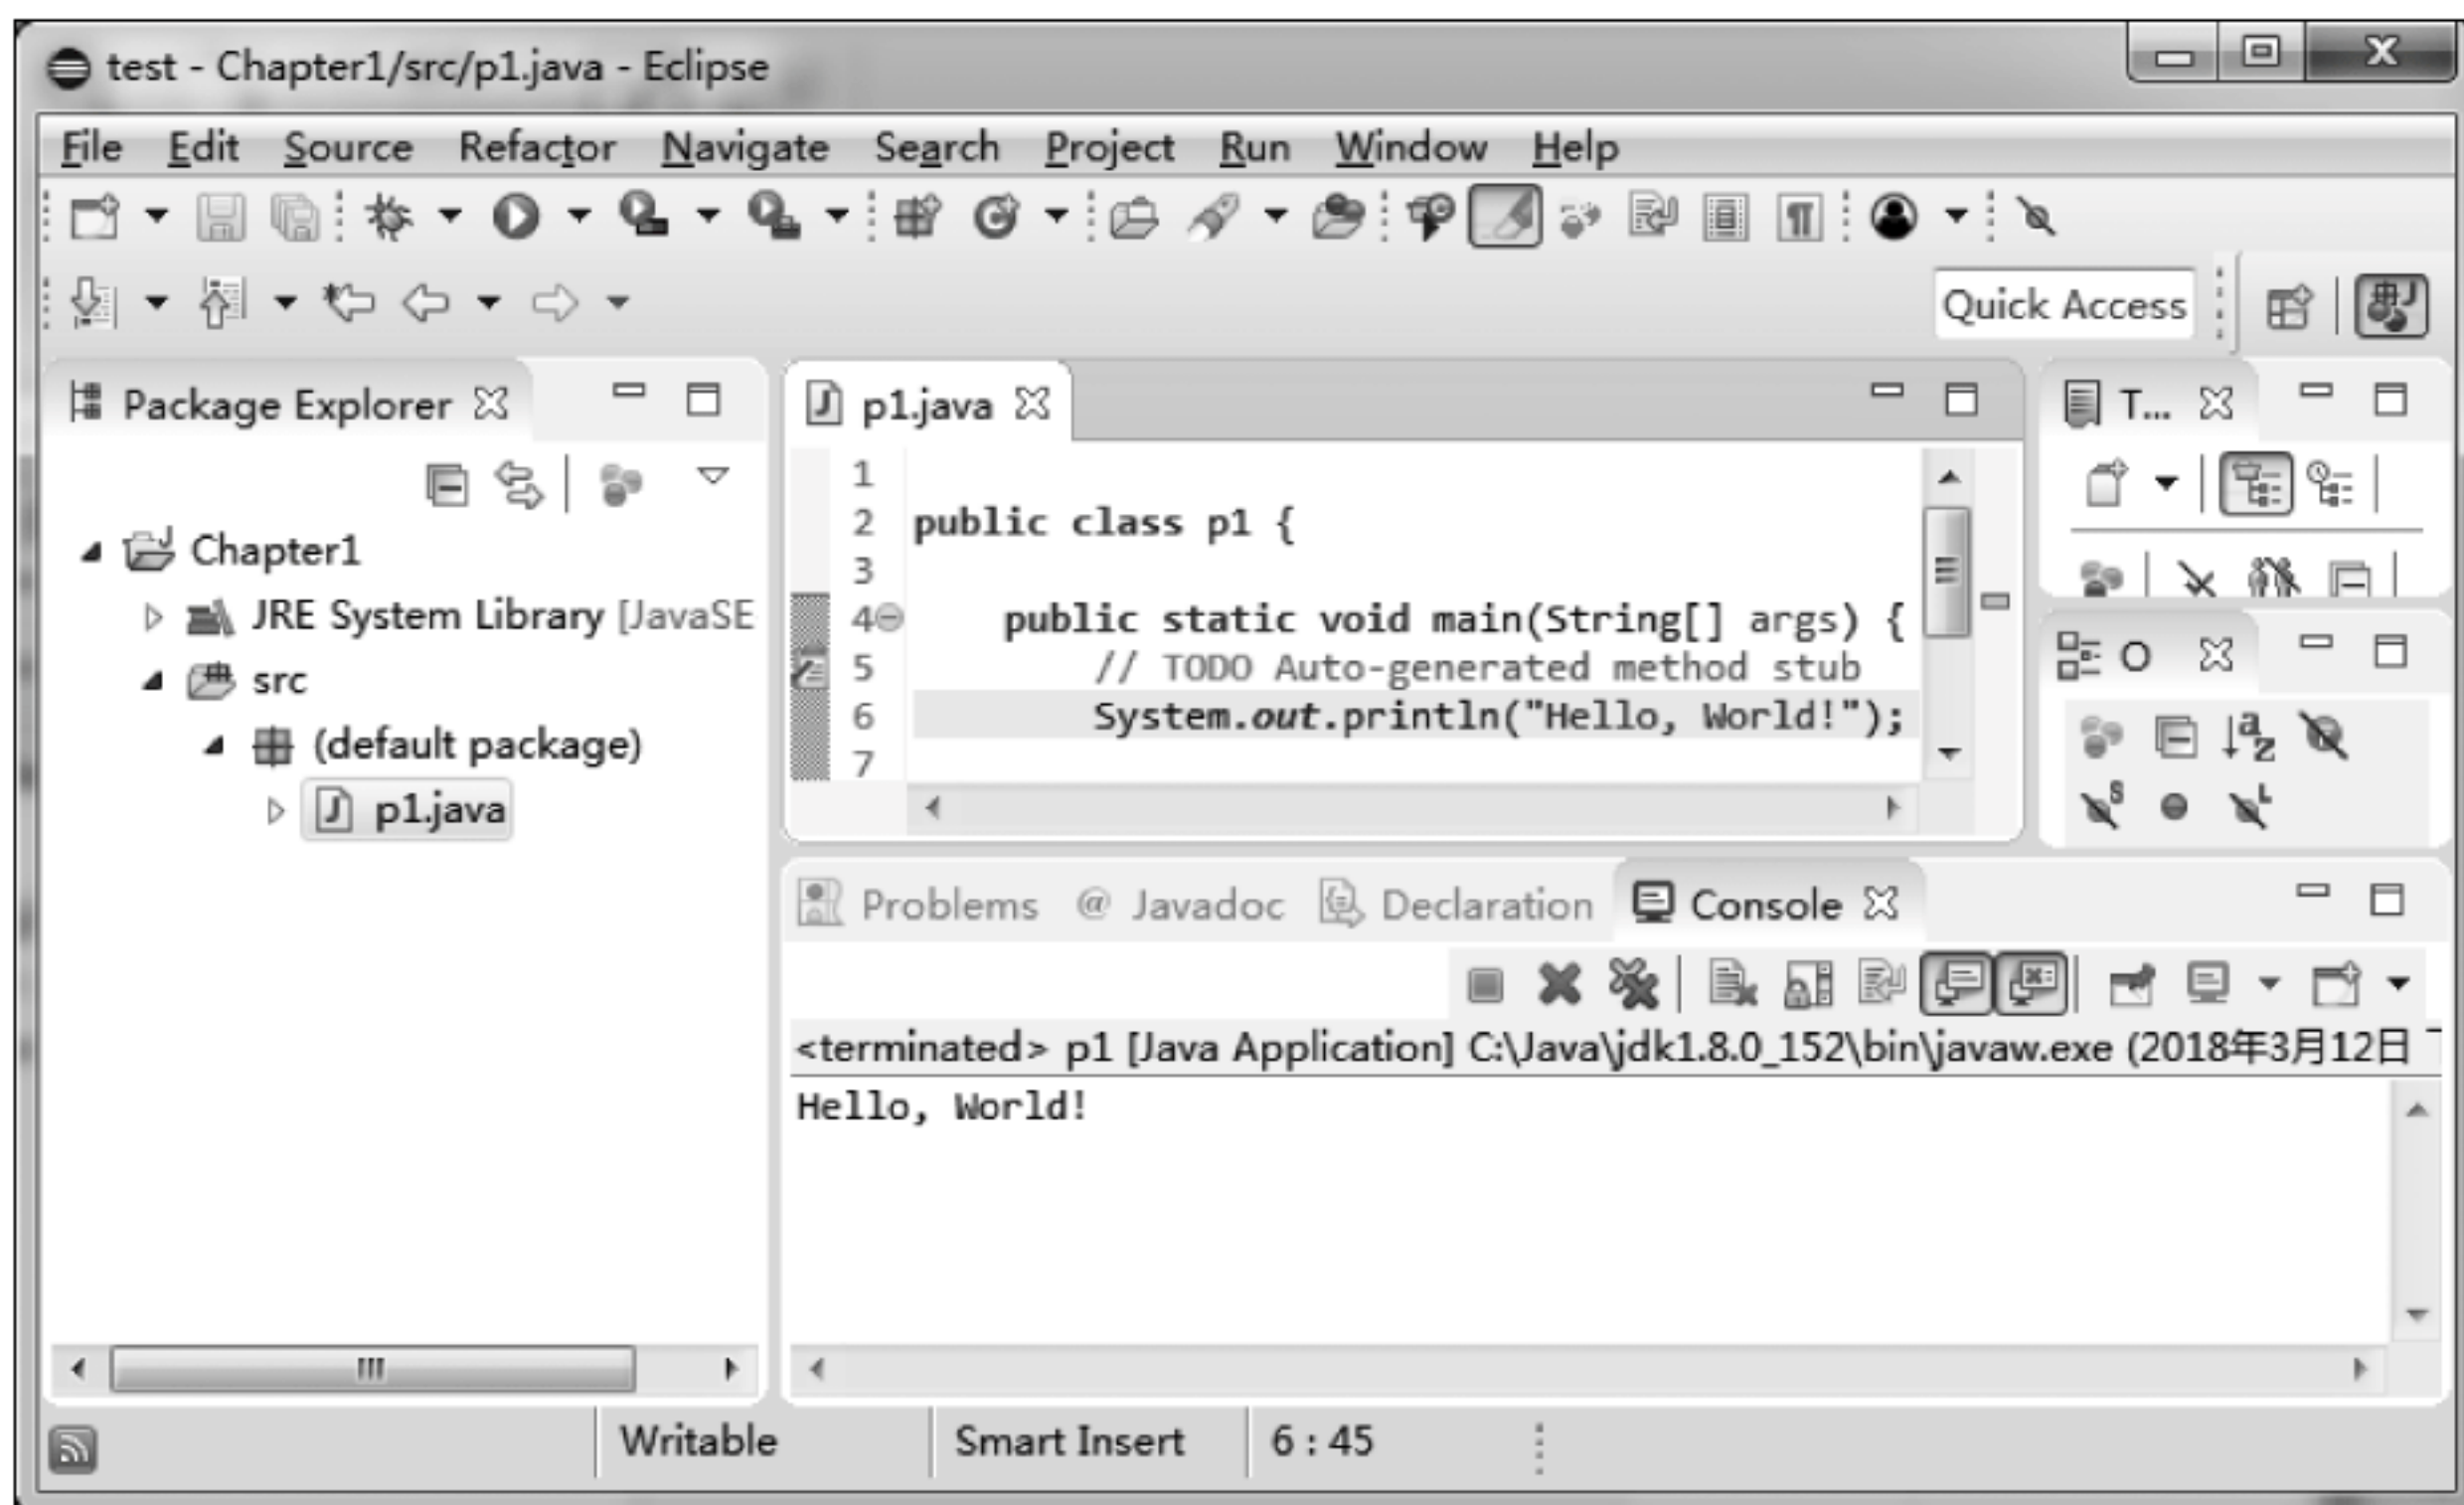 test - Chapter1/src/p1.java - Eclipse
File Edit Source Refactor Navigate Search Project Run Window Help
Quick Access
Package Explorer
Chapter1
JRE System Library [JavaSE
src
(default package)
p1.java
p1.java
1
2 public class p1 {
3
4 public static void main(String[] args) {
5 // TODO Auto-generated method stub
6 System.out.println("Hello, World!");
7
T...
O
Problems @ Javadoc Declaration Console
<terminated> p1 [Java Application] C:\Java\jdk1.8.0_152\bin\javaw.exe (2018年3月12日
Hello, World!
Writable Smart Insert 6 : 45